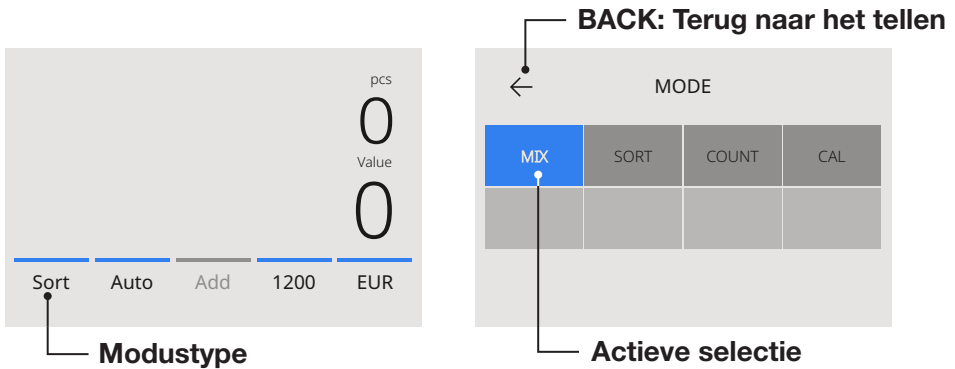 BACK: Terug naar het tellen
pcs
0
Value
0
Sort Auto Add 1200 EUR
Modustype
MODE
MIX SORT COUNT CAL
Actieve selectie